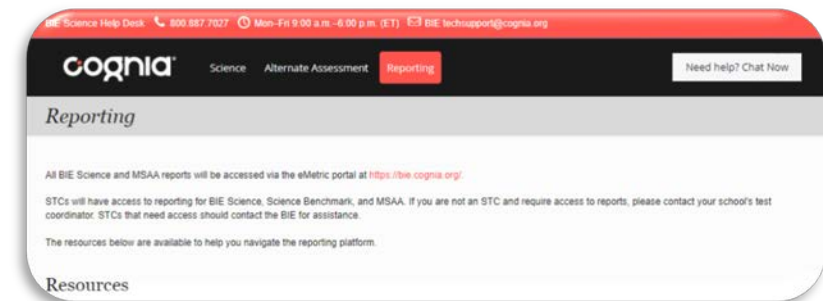 BIE Science Help Desk 800.887.7027 Mon–Fri 9:00 a.m.–6:00 p.m. (ET) BIE.techsupport@cognia.org
cognia Science Alternate Assessment Reporting Need help? Chat Now
Reporting
All BIE Science and MSAA reports will be accessed via the eMetric portal at https://bie.cognia.org/.
STCs will have access to reporting for BIE Science, Science Benchmark, and MSAA. If you are not an STC and require access to reports, please contact your school's test
coordinator. STCs that need access should contact the BIE for assistance.
The resources below are available to help you navigate the reporting platform.
Resources